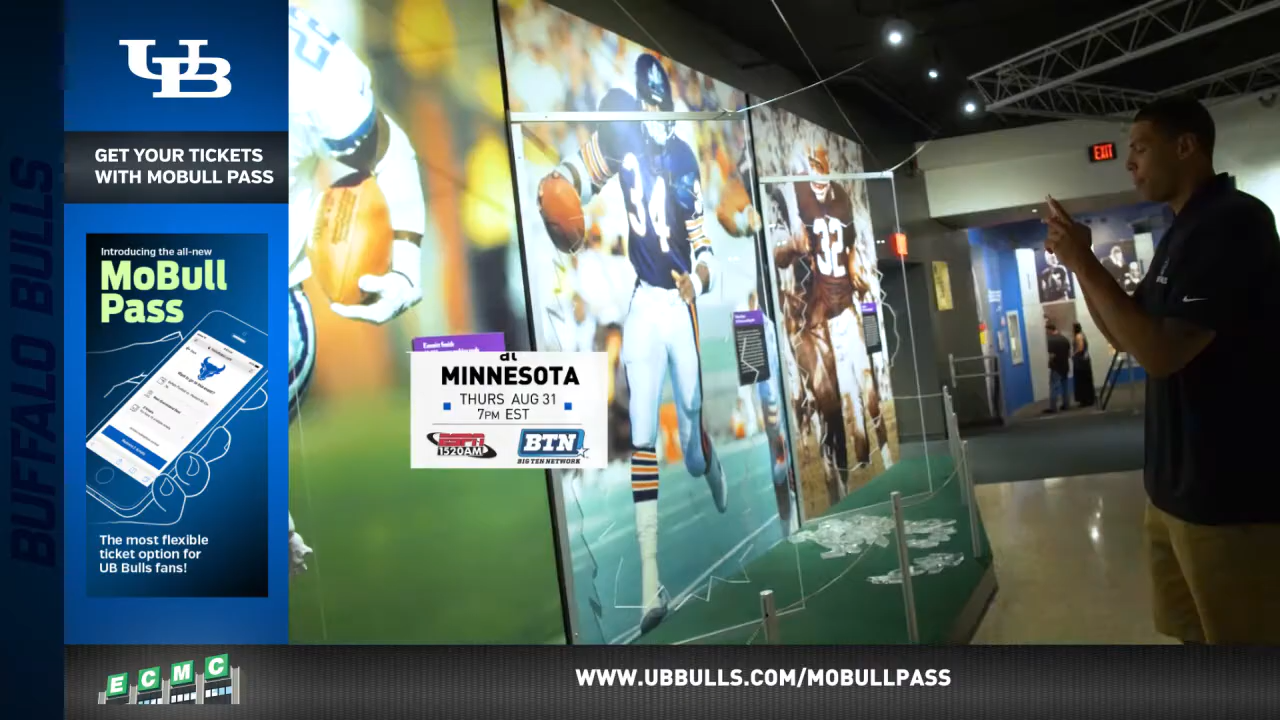 BUFFALO BULLS
UB
GET YOUR TICKETS
WITH MOBULL PASS
Introducing the all-new
MoBull
Pass
The most flexible
ticket option for
UB Bulls fans!
34
32
EXIT
at
MINNESOTA
THURS AUG 31
7PM EST
ESPN
1520AM
BTN
BIG TEN NETWORK
ECMC
WWW.UBBULLS.COM/MOBULLPASS